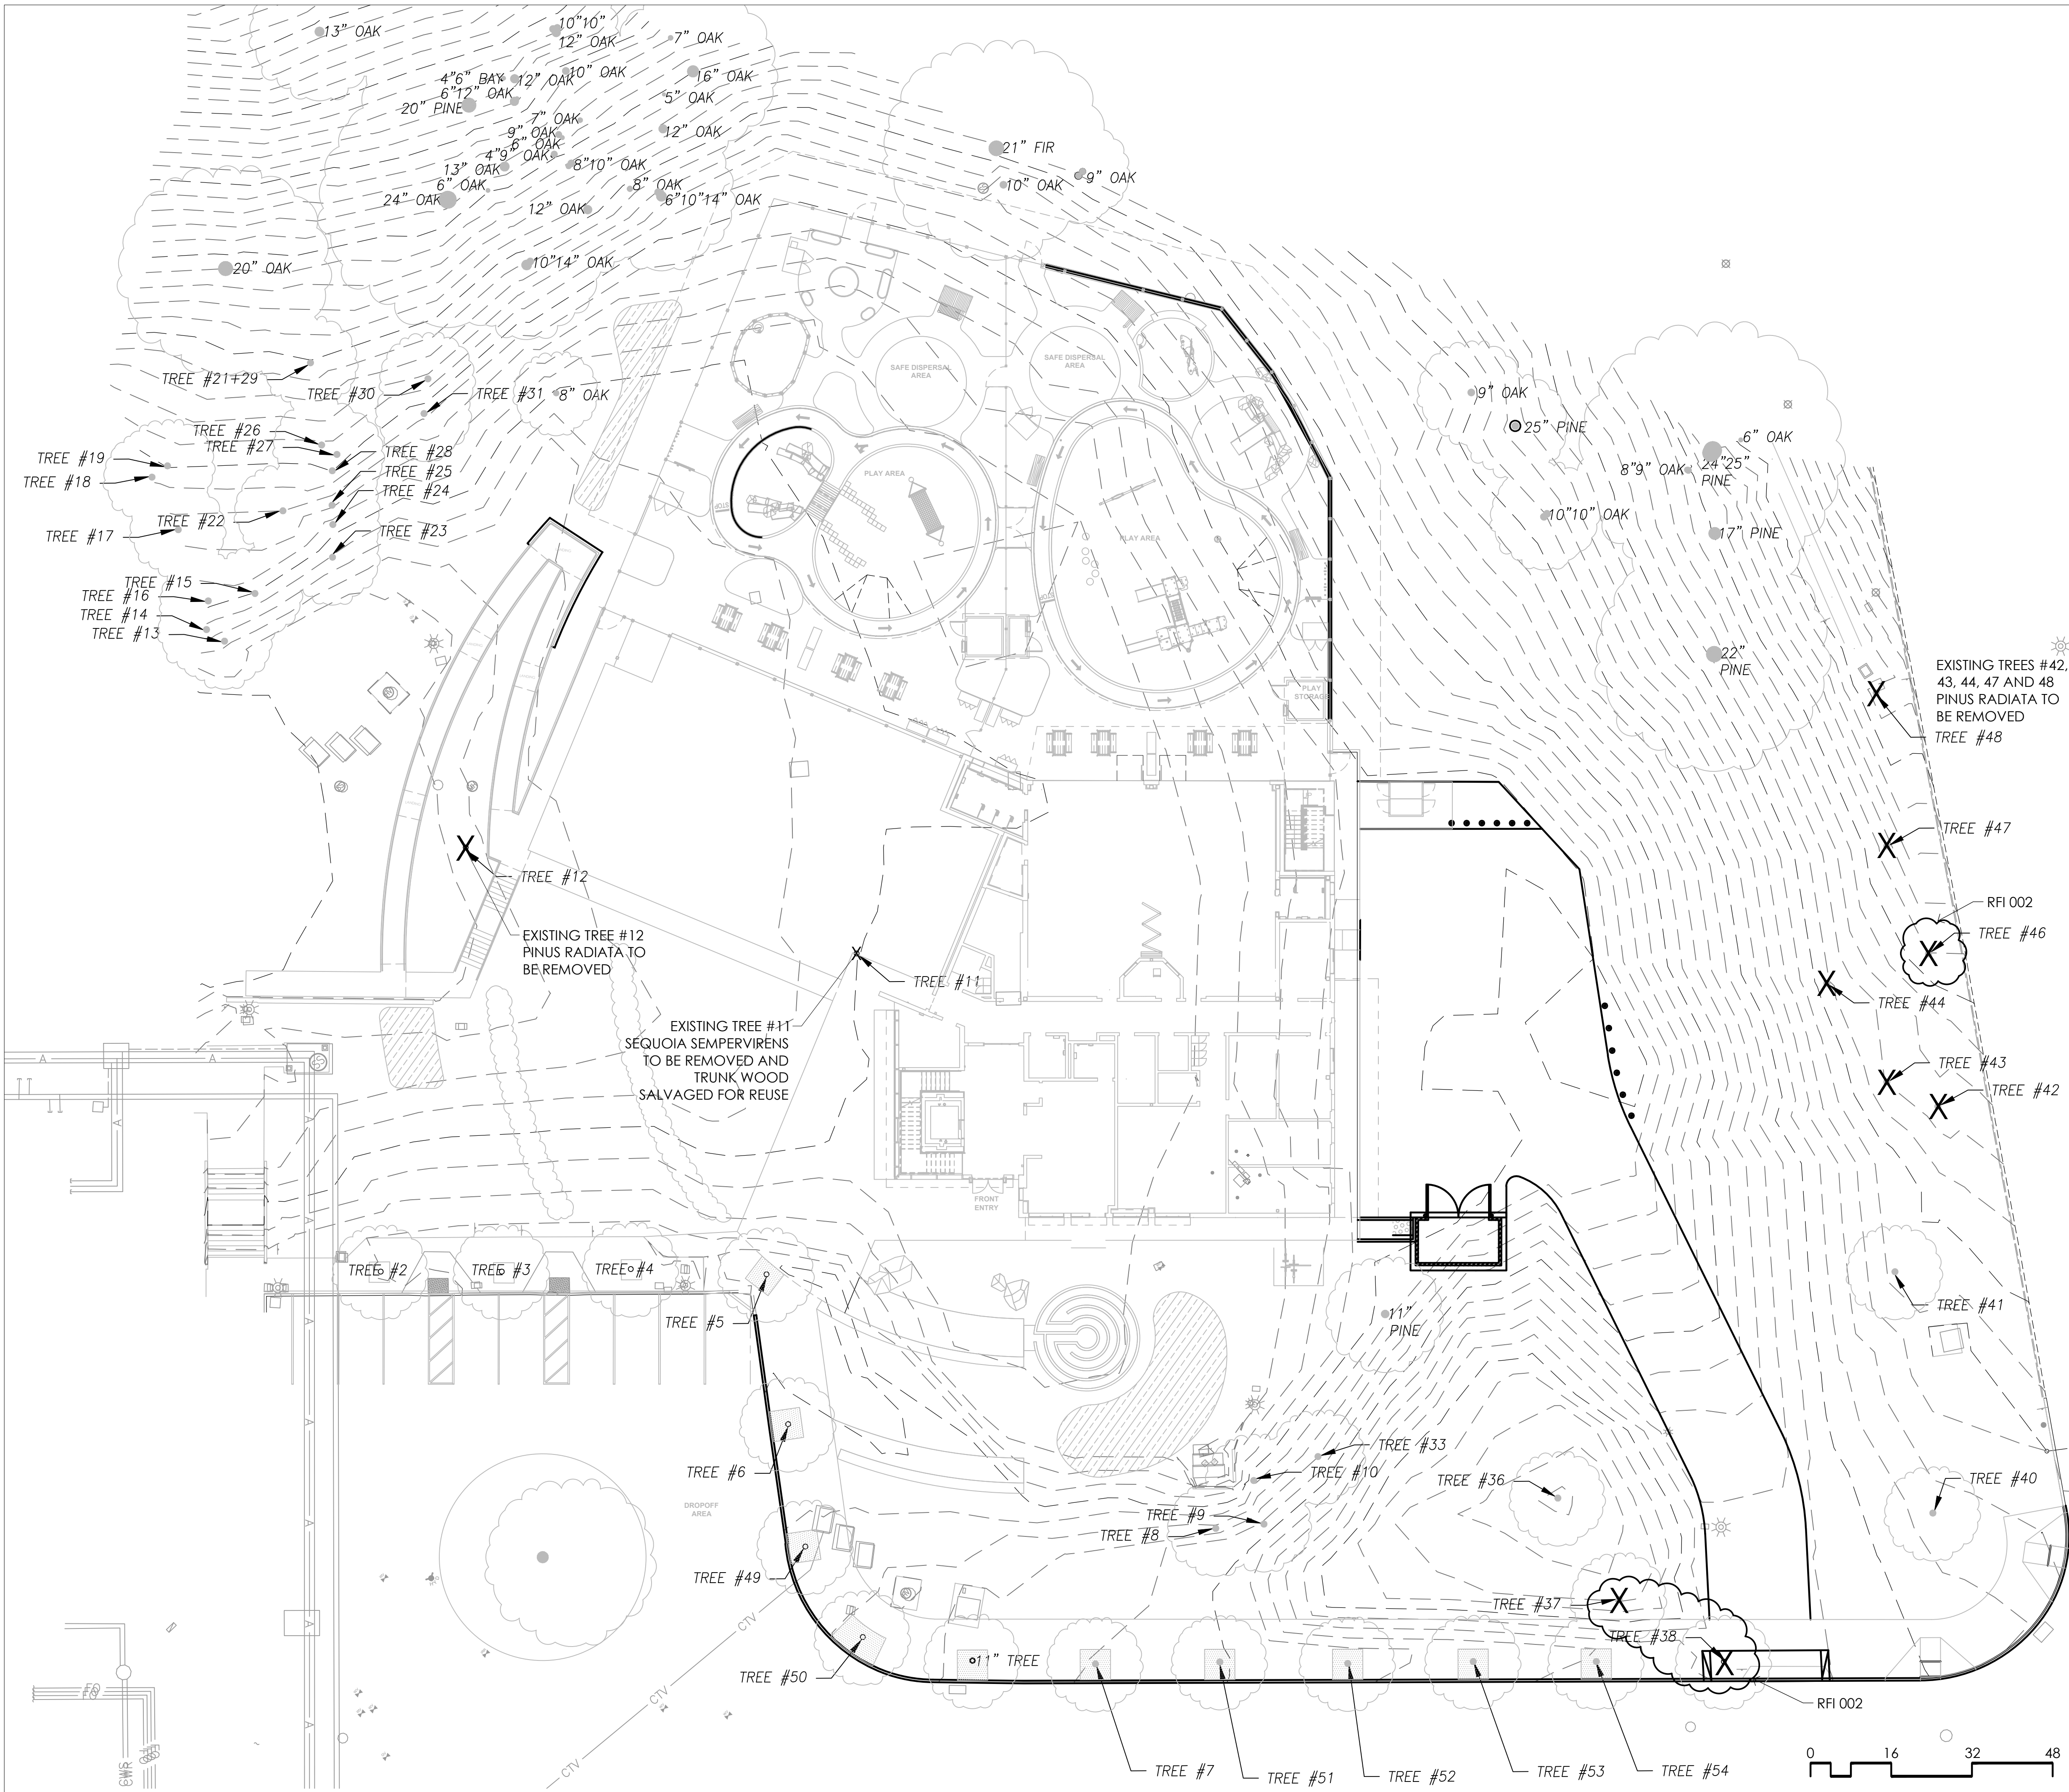 13” OAK
10”10”
12” OAK
7” OAK
4”6” BAY
12” OAK
10” OAK
16” OAK
6”12” OAK
20” PINE
5” OAK
7” OAK
9” OAK
6” OAK
12” OAK
4”9” OAK
13” OAK
8”10” OAK
6” OAK
24” OAK
8” OAK
6”10”14” OAK
12” OAK
21” FIR
10” OAK
9” OAK
20” OAK
10”14” OAK
TREE #21+29
TREE #30
TREE #31
8” OAK
SAFE DISPERSAL
AREA
SAFE DISPERSAL
AREA
9” OAK
25” PINE
6” OAK
8”9” OAK
24”25”
PINE
10”10” OAK
17” PINE
22”
PINE
TREE #26
TREE #27
TREE #28
TREE #19
TREE #25
TREE #18
TREE #24
TREE #22
TREE #17
TREE #23
PLAY AREA
STOP
PLAY AREA
STOP
TREE #15
TREE #16
TREE #14
TREE #13
PLAY
STORAGE
EXISTING TREES #42,
43, 44, 47 AND 48
PINUS RADIATA TO
BE REMOVED
TREE #48
TREE #47
TREE #12
EXISTING TREE #12
PINUS RADIATA TO
BE REMOVED
RFI 002
TREE #46
TREE #11
TREE #44
EXISTING TREE #11
SEQUOIA SEMPERVIRENS
TO BE REMOVED AND
TRUNK WOOD
SALVAGED FOR REUSE
A
A
A
A
TREE #43
TREE #42
FRONT
ENTRY
A
TREE #2
TREE #3
TREE #4
TREE #5
A
11”
PINE
TREE #41
A
TREE #6
TREE #33
TREE #10
TREE #36
TREE #40
DROPOFF
AREA
TREE #9
TREE #8
A
TREE #49
TREE #37
A
CTV
TREE #38
TREE #50
11” TREE
CTV
RFI 002
FO
A
CTV
CWS
CWR
TREE #7
TREE #51
TREE #52
TREE #53
TREE #54
0 16 32 48